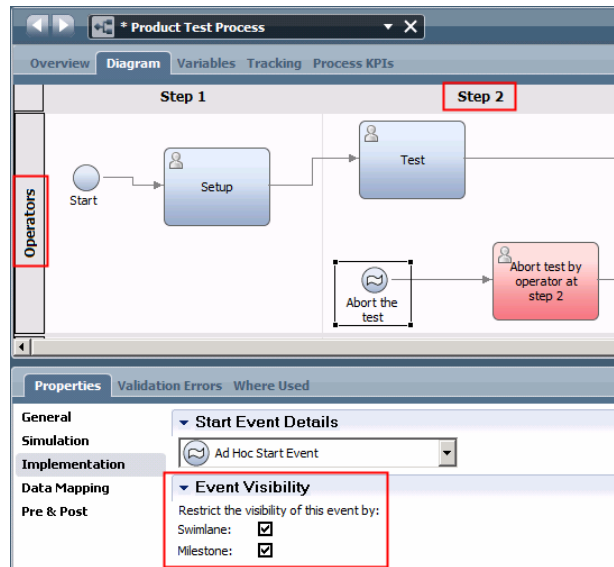 * Product Test Process
Overview Diagram Variables Tracking Process KPIs
Step 1 Step 2
Operators
Start
Setup
Test
Abort the
test
Abort test by
operator at
step 2
Properties Validation Errors Where Used
General
Simulation
Implementation
Data Mapping
Pre & Post
Start Event Details
Ad Hoc Start Event
Event Visibility
Restrict the visibility of this event by:
Swimlane:
Milestone: